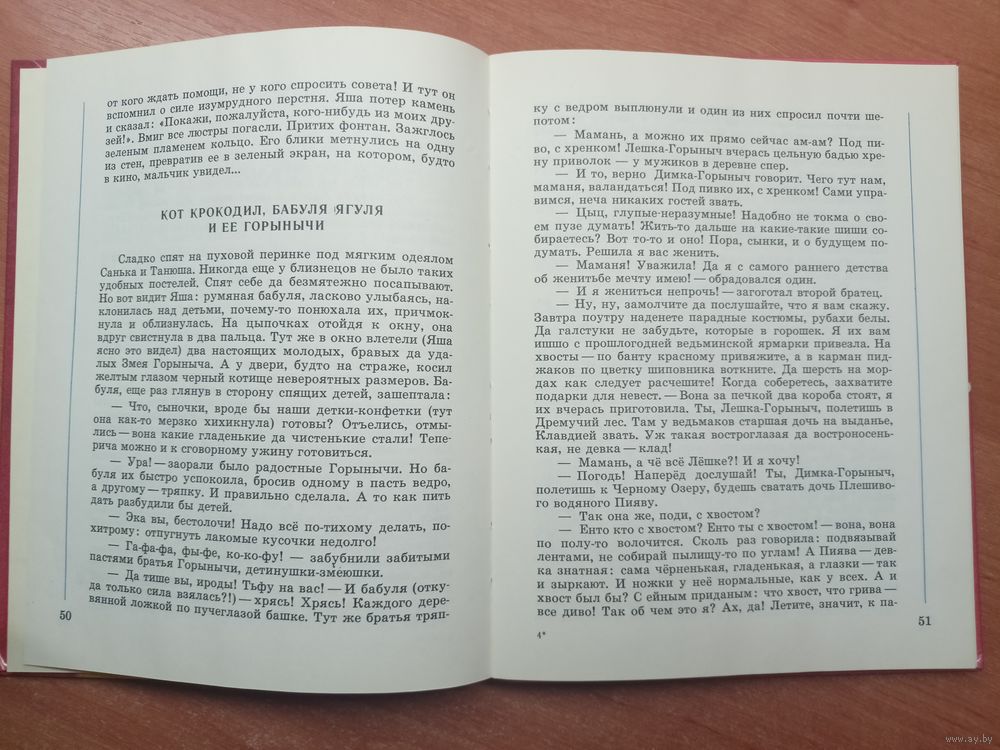 от кого ждать помощи, не у кого спросить совета! И тут он
вспомнил о силе изумрудного перстня. Яша потер камень
и сказал: «Покажи, пожалуйста, кого-нибудь из моих дру-
зей!». Вмиг все люстры погасли. Притих фонтан. Зажглось
зеленым пламенем кольцо. Его блики метнулись на одну
из стен, превратив ее в зеленый экран, на котором, будто
в кино, мальчик увидел...
КОТ КРОКОДИЛ, БАБУЛЯ ЯГУЛЯ
И ЕЕ ГОРЫНЫЧИ
Сладко спят на пуховой перинке под мягким одеялом
Санька и Танюша. Никогда еще у близнецов не было таких
удобных постелей. Спят себе да безмятежно посапывают.
Но вот видит Яша: румяная бабуля, ласково улыбаясь, на-
клонилась над детьми, почему-то понюхала их, причмок-
нула и облизнулась. На цыпочках отойдя к окну, она
вдруг свистнула в два пальца. Тут же в окно влетели (Яша
ясно это видел) два настоящих молодых, бравых да уда-
лых Змея Горыныча. А у двери, будто на страже, косил
желтым глазом черный котище невероятных размеров. Ба-
буля, еще раз глянув в сторону спящих детей, зашептала:
— Что, сыночки, вроде бы наши детки-конфетки (тут
она как-то мерзко хихикнула) готовы? Отъелись, отмы-
лись — вона какие гладенькие да чистенькие стали! Тепе-
рича можно и к сговорному ужину готовиться.
— Ура! — заорали было радостные Горынычи. Но ба-
буля их быстро успокоила, бросив одному в пасть ведро,
а другому — тряпку. И правильно сделала. А то как пить
дать разбудили бы детей.
— Эка вы, бестолочи! Надо всё по-тихому делать, по-
хитрому: отпугнуть лакомые кусочки недолго!
— Га-фа-фа, фы-фе, ко-ко-фу! — забубнили забитыми
пастями братья Горынычи, детинушки-змеюшки.
— Да тише вы, ироды! Тьфу на вас! — И бабуля (отку-
да только сила взялась?!) — хрясь! Хрясь! Каждого дере-
вянной ложкой по пучеглазой башке. Тут же братья тряп-
50
ку с ведром выплюнули и один из них спросил почти ше-
потом:
— Мамань, а можно их прямо сейчас ам-ам? Под пи-
во, с хренком! Лешка-Горыныч вчерась цельную бадью хре-
ну приволок — у мужиков в деревне спер.
— И то, верно Димка-Горыныч говорит. Чего тут нам,
маманя, валандаться! Под пивко их, с хренком! Сами упра-
вимся, неча никаких гостей звать.
— Цыц, глупые-неразумные! Надобно не токма о сво-
ем пузе думать! Жить-то дальше на какие-такие шиши со-
бираетесь? Вот то-то и оно! Пора, сынки, и о будущем по-
думать. Решила я вас женить.
— Маманя! Уважила! Да я с самого раннего детства
об женитьбе мечту имею! — обрадовался один.
— И я жениться непрочь! — загоготал второй братец.
— Ну, ну, замолчите да послушайте, что я вам скажу.
Завтра поутру наденете парадные костюмы, рубахи белы.
Да галстуки не забудьте, которые в горошек. Я их вам
ишшо с прошлогодней ведьминской ярмарки привезла. На
хвосты — по банту красному привяжите, а в карман пид-
жаков по цветку шиповника воткните. Да шерсть на мор-
дах как следует расчешите! Когда соберетесь, захватите
подарки для невест. — Вона за печкой два короба стоят, я
их вчерась приготовила. Ты, Лешка-Горыныч, полетишь в
Дремучий лес. Там у ведьмаков старшая дочь на выданье,
Клавдией звать. Уж такая востроглазая да востроносень-
кая, не девка — клад!
— Мамань, а чё всё Лёшке?! И я хочу!
— Погодь! Наперёд дослушай! Ты, Димка-Горыныч,
полетишь к Черному Озеру, будешь сватать дочь Плешиво-
го водяного Пияву.
— Так она же, поди, с хвостом?
— Енто кто с хвостом? Енто ты с хвостом! — вона, вона
по полу-то волочится. Сколь раз говорила: подвязывай
лентами, не собирай пылищу-то по углам! А Пиява — дев-
ка знатная: сама чёрненькая, гладенькая, а глазки — так
и зыркают. И ножки у неё нормальные, как у всех. А и
хвост был бы? С ейным приданым: что хвост, что грива —
все диво! Так об чем это я? Ах, да! Летите, значит, к па-
4*
51
www.ay.by